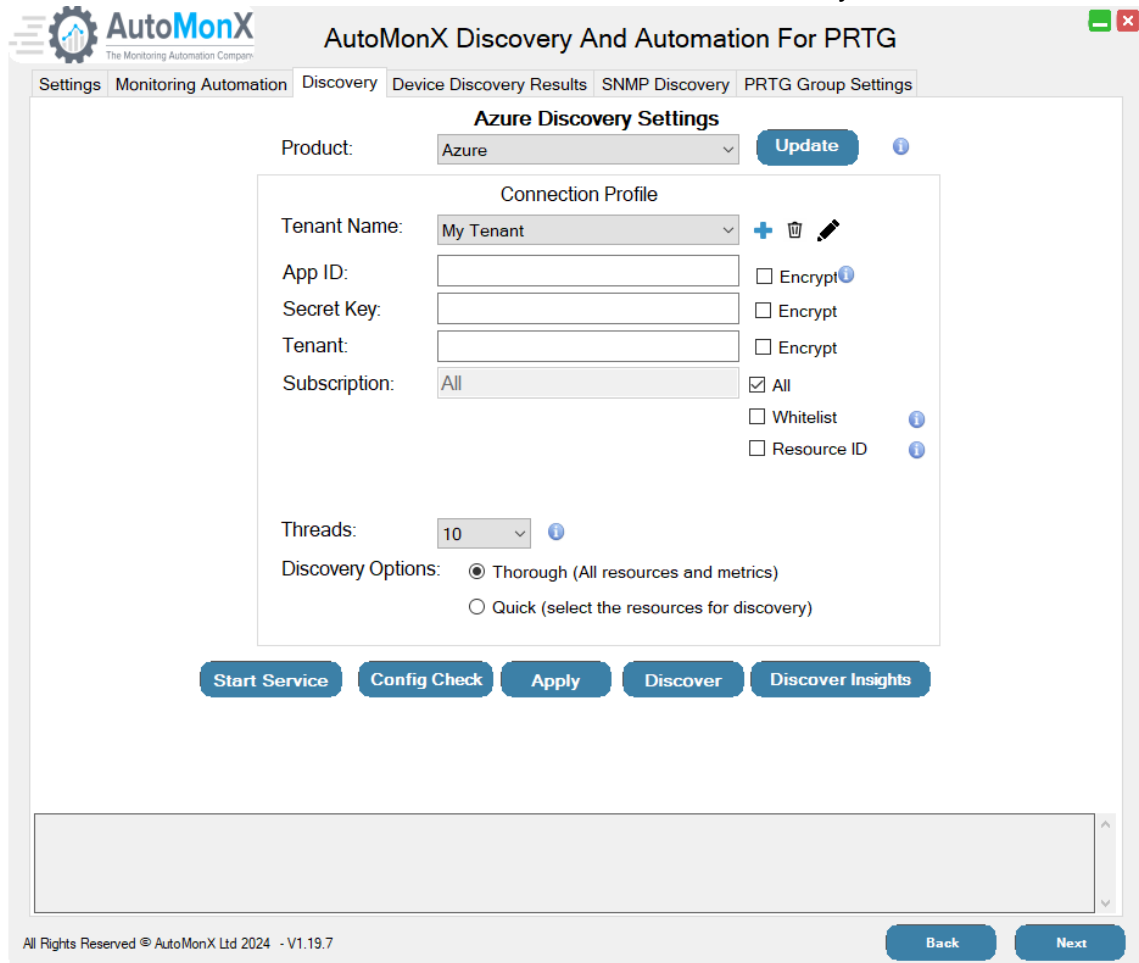 AutoMonX
The Monitoring Automation Company
AutoMonX Discovery And Automation For PRTG
Settings Monitoring Automation Discovery Device Discovery Results SNMP Discovery PRTG Group Settings
Azure Discovery Settings
Product: Azure Update
Connection Profile
Tenant Name: My Tenant
App ID: Encrypt
Secret Key: Encrypt
Tenant: Encrypt
Subscription: All All
Whitelist
Resource ID
Threads: 10
Discovery Options: Thorough (All resources and metrics)
Quick (select the resources for discovery)
Start Service Config Check Apply Discover Discover Insights
All Rights Reserved © AutoMonX Ltd 2024 - V1.19.7 Back Next